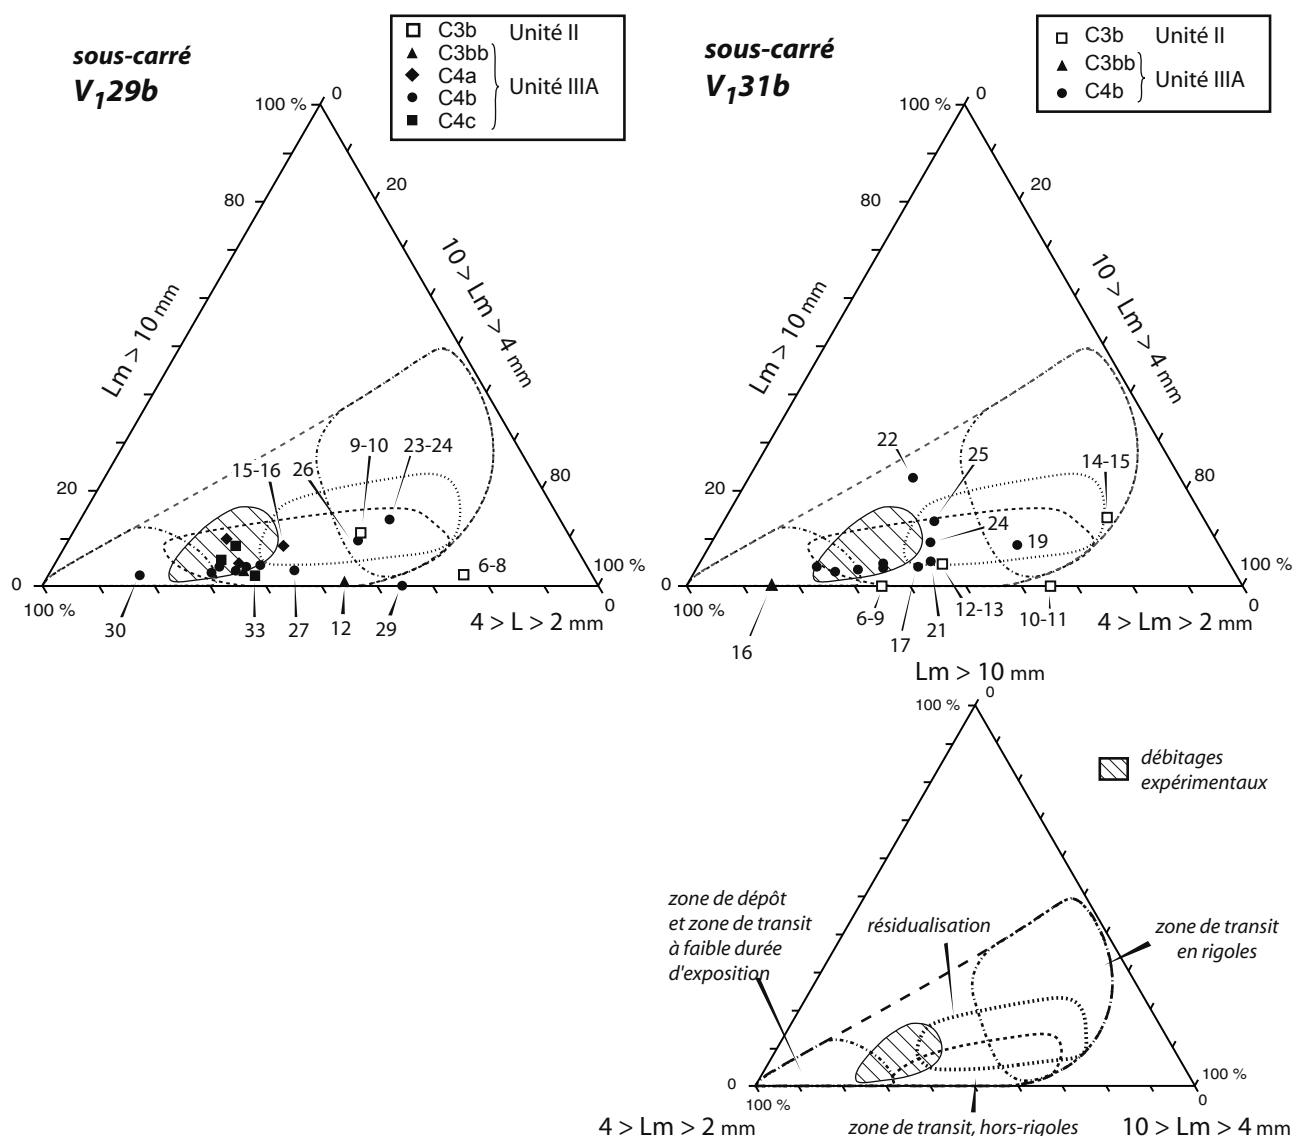 sous-carré
V₁29b
C3b Unité II
C3bb
C4a
C4b
C4c
Unité IIIA
100 % 0
80
20
20
80
0
100 %
100 %
0
Lm > 10 mm
10 > Lm > 4 mm
4 > L > 2 mm
15-16
26
9-10
23-24
6-8
30
33
27
12
29
sous-carré
V₁31b
C3b Unité II
C3bb
C4b
Unité IIIA
100 % 0
80
20
20
80
0
100 %
100 %
0
Lm > 10 mm
10 > Lm > 4 mm
4 > Lm > 2 mm
22
25
14-15
24
19
16
6-9
17
21
12-13
10-11
Lm > 10 mm
100 % 0
débitages
expérimentaux
zone de dépôt
et zone de transit
à faible durée
d'exposition
résidualisation
zone de transit
en rigoles
0
100 %
100 %
0
4 > Lm > 2 mm
zone de transit, hors-rigoles
10 > Lm > 4 mm